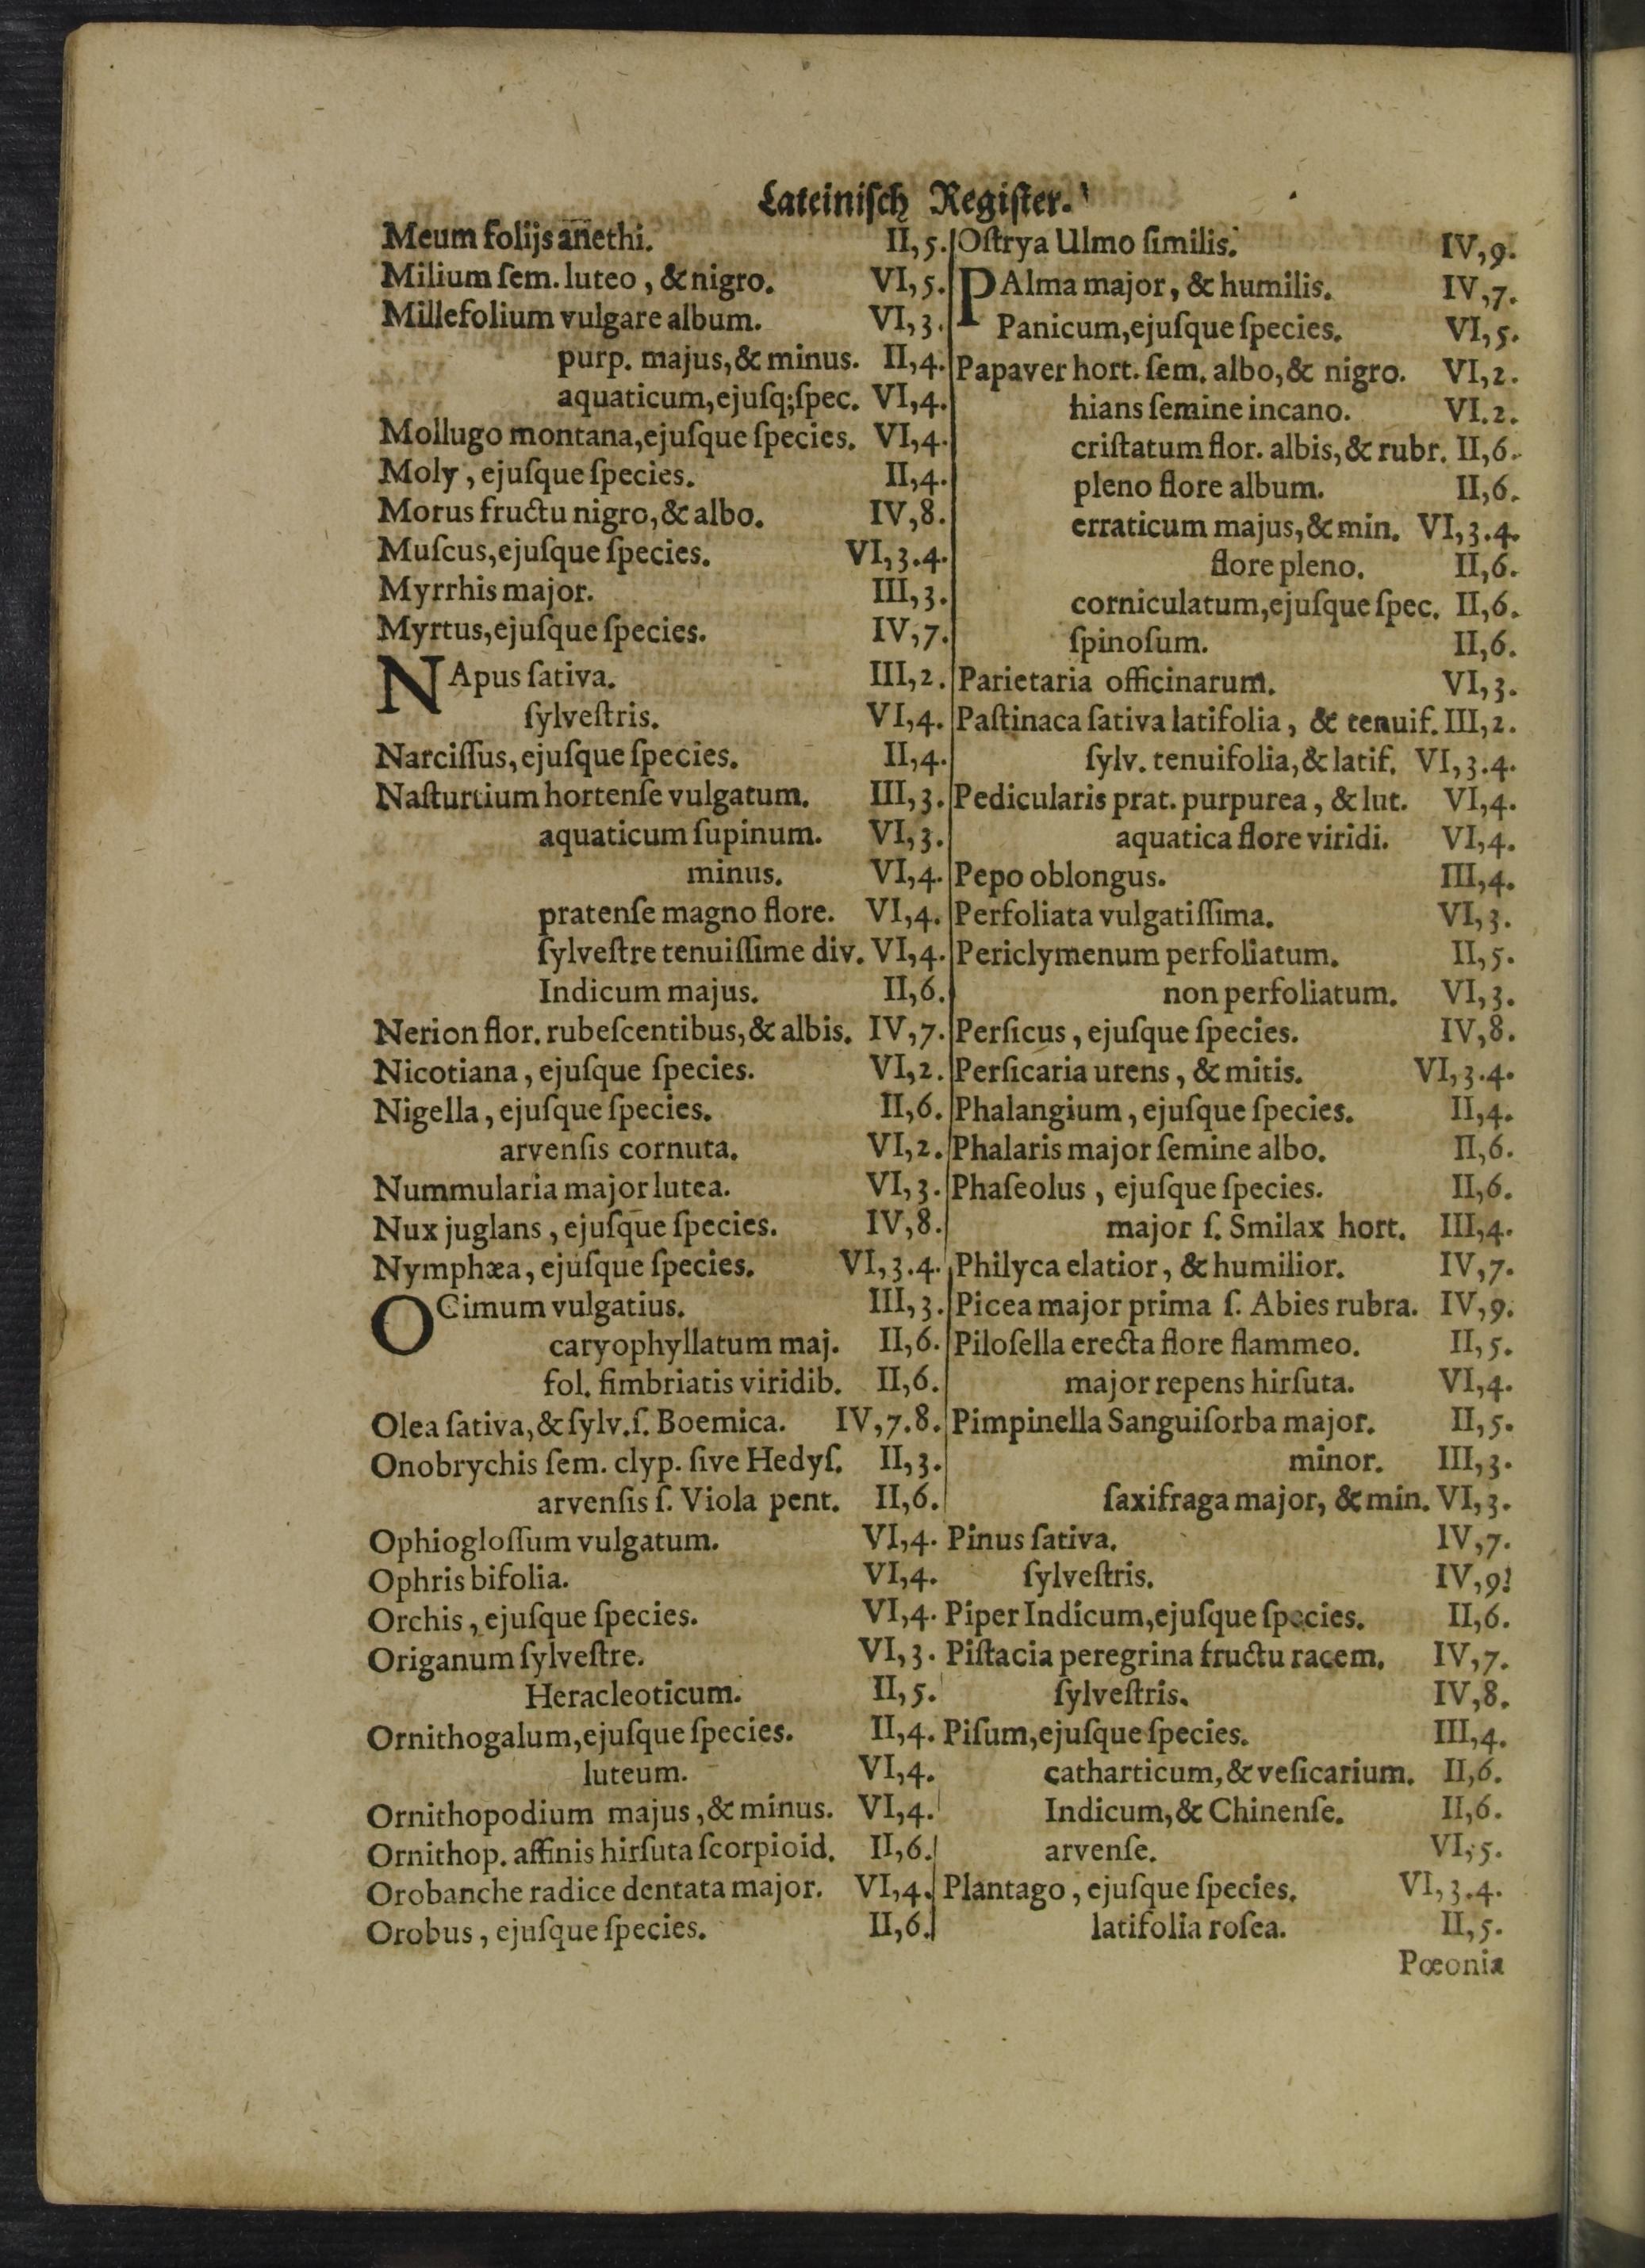 Lateiniſch Regiſter.
Meum folijs an̅ethi. II,5.
Milium ſem. luteo, & nigro. VI,5.
Millefolium vulgare album. VI,3.
purp. majus, & minus. II,4.
aquaticum, ejuſq; ſpec. VI,4.
Mollugo montana, ejuſque ſpecies. VI,4.
Moly, ejuſque ſpecies. II,4.
Morus fructu nigro, & albo. IV,8.
Muſcus, ejuſque ſpecies. VI,3.4.
Myrrhis major. III,3.
Myrtus, ejuſque ſpecies. IV,7.
NApus ſativa. III,2.
ſylveſtris. VI,4.
Narciſſus, ejuſque ſpecies. II,4.
Naſturtium hortenſe vulgatum. III,3.
aquaticum ſupinum. VI,3.
minus. VI,4.
pratenſe magno flore. VI,4.
ſylveſtre tenuiſſime div. VI,4.
Indicum majus. II,6.
Nerion flor. rubeſcentibus, & albis. IV,7.
Nicotiana, ejuſque ſpecies. VI,2.
Nigella, ejuſque ſpecies. II,6.
arvenſis cornuta. VI,2.
Nummularia major lutea. VI,3.
Nux juglans, ejuſque ſpecies. IV,8.
Nymphæa, ejuſque ſpecies. VI,3.4.
OCimum vulgatius. III,3.
caryophyllatum maj. II,6.
fol. fimbriatis viridib. II,6.
Olea ſativa, & ſylv. ſ. Boemica. IV,7.8.
Onobrychis ſem. clyp. ſive Hedyſ. II,3.
arvenſis ſ. Viola pent. II,6.
Ophiogloſſum vulgatum. VI,4.
Ophris bifolia. VI,4.
Orchis, ejuſque ſpecies. VI,4.
Origanum ſylveſtre. VI,3.
Heracleoticum. II,5.
Ornithogalum, ejuſque ſpecies. II,4.
luteum. VI,4.
Ornithopodium majus, & minus. VI,4.
Ornithop. affinis hirſuta ſcorpioid. II,6.
Orobanche radice dentata major. VI,4.
Orobus, ejuſque ſpecies. II,6.
Oſtrya Ulmo ſimilis. IV,9.
PAlma major, & humilis. IV,7.
Panicum, ejuſque ſpecies. VI,5.
Papaver hort. ſem. albo, & nigro. VI,2.
hians ſemine incano. VI.2.
criſtatum flor. albis, & rubr. II,6.
pleno flore album. II,6.
erraticum majus, & min. VI,3.4.
flore pleno. II,6.
corniculatum, ejuſque ſpec. II,6.
ſpinoſum. II,6.
Parietaria officinarum. VI,3.
Paſtinaca ſativa latifolia, & tenuif. III,2.
ſylv. tenuifolia, & latif. VI,3.4.
Pedicularis prat. purpurea, & lut. VI,4.
aquatica flore viridi. VI,4.
Pepo oblongus. III,4.
Perfoliata vulgatiſſima. VI,3.
Periclymenum perfoliatum. II,5.
non perfoliatum. VI,3.
Perſicus, ejuſque ſpecies. IV,8.
Perſicaria urens, & mitis. VI,3.4.
Phalangium, ejuſque ſpecies. II,4.
Phalaris major ſemine albo. II,6.
Phaſeolus, ejuſque ſpecies. II,6.
major ſ. Smilax hort. III,4.
Philyca elatior, & humilior. IV,7.
Picea major prima ſ. Abies rubra. IV,9.
Piloſella erecta flore flammeo. II,5.
major repens hirſuta. VI,4.
Pimpinella Sanguiſorba major. II,5.
minor. III,3.
ſaxifraga major, & min. VI,3.
Pinus ſativa. IV,7.
ſylveſtris. IV,9.
Piper Indicum, ejuſque ſpecies. II,6.
Piſtacia peregrina fructu racem. IV,7.
ſylveſtris. IV,8.
Piſum, ejuſque ſpecies. III,4.
catharticum, & veſicarium. II,6.
Indicum, & Chinenſe. II,6.
arvenſe. VI,5.
Plantago, ejuſque ſpecies. VI,3.4.
latifolia roſea. II,5.
Pœonia